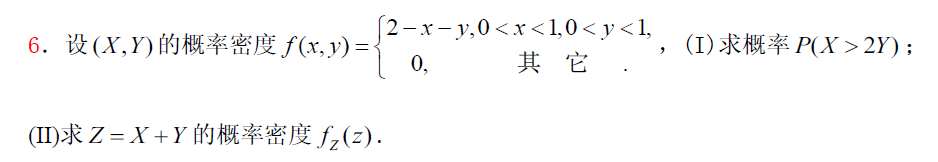 6．设(X,Y)的概率密度 f(x,y)={2-x-y,0<x<1,0<y<1, ，(I)求概率P(X>2Y)；
0, 其 它 .
(II)求Z=X+Y的概率密度f_Z(z)．